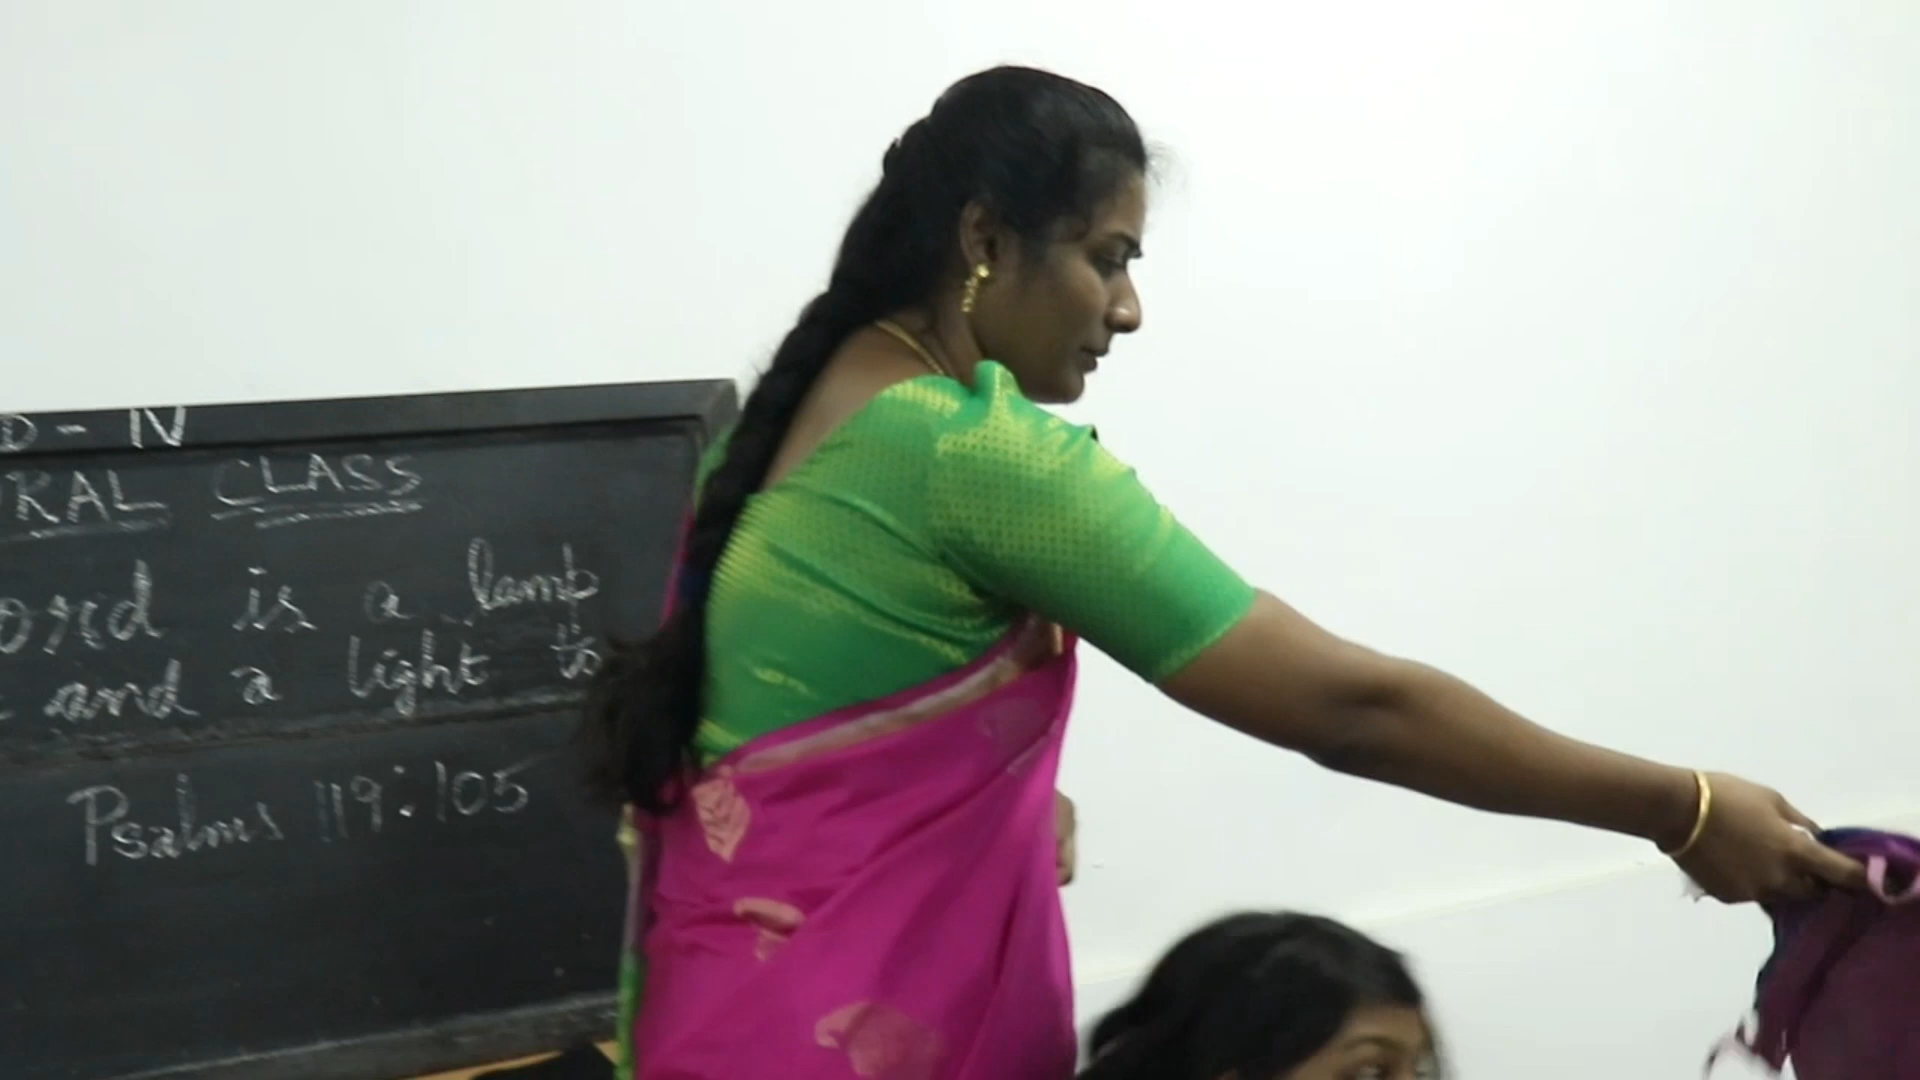 D - IV
RAL CLASS
ord is a lamp
and a light to
Psalms 119:105